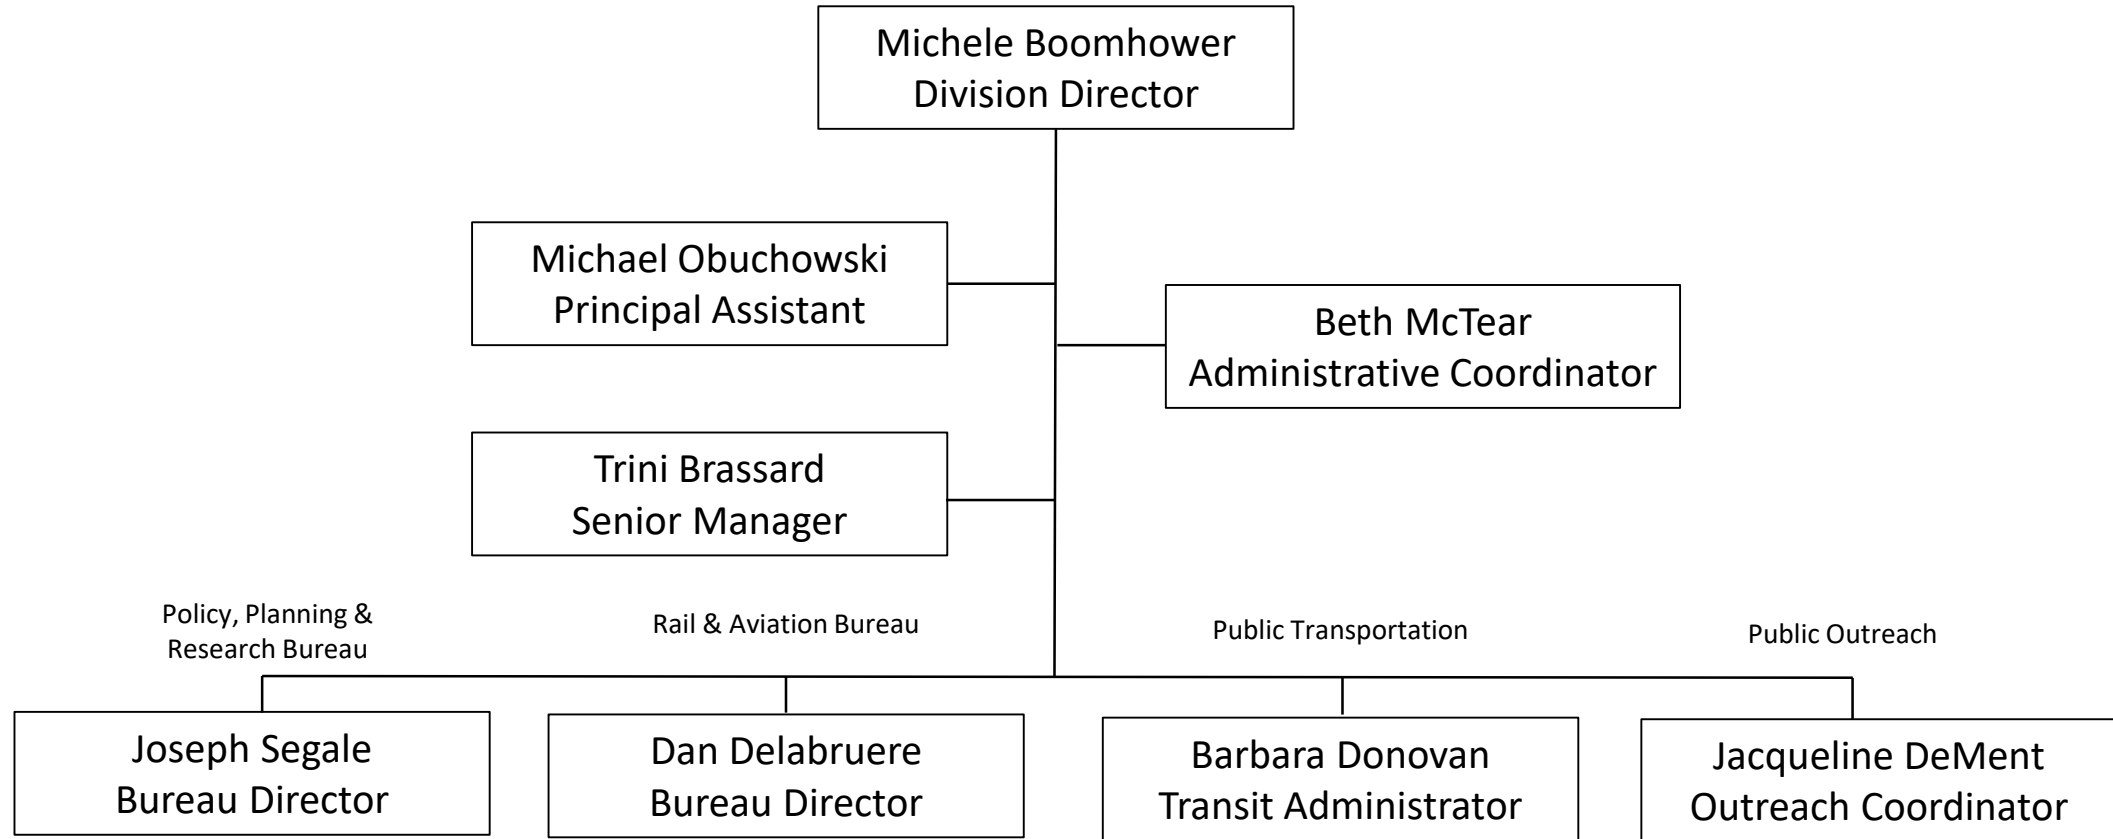 Michele Boomhower
Division Director
Michael Obuchowski
Principal Assistant
Beth McTear
Administrative Coordinator
Trini Brassard
Senior Manager
Policy, Planning &
Research Bureau
Rail & Aviation Bureau
Public Transportation
Public Outreach
Joseph Segale
Bureau Director
Dan Delabruere
Bureau Director
Barbara Donovan
Transit Administrator
Jacqueline DeMent
Outreach Coordinator